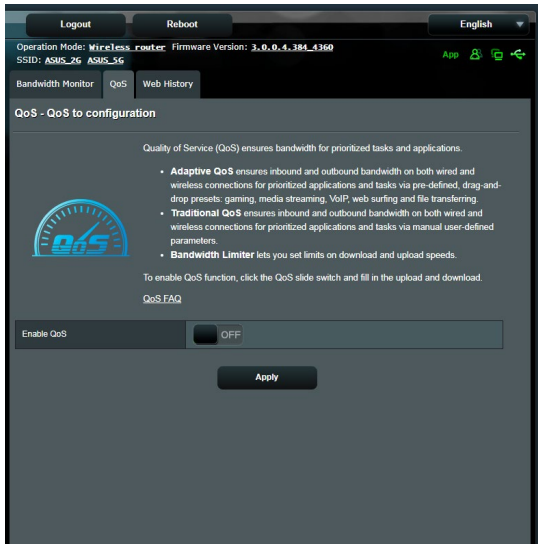 Logout Reboot English
Operation Mode: Wireless router Firmware Version: 3.0.0.4.384_4360
SSID: ASUS_2G ASUS_5G App
Bandwidth Monitor QoS Web History
QoS - QoS to configuration
Quality of Service (QoS) ensures bandwidth for prioritized tasks and applications.
• Adaptive QoS ensures inbound and outbound bandwidth on both wired and
wireless connections for prioritized applications and tasks via pre-defined, drag-and-
drop presets: gaming, media streaming, VoIP, web surfing and file transferring.
• Traditional QoS ensures inbound and outbound bandwidth on both wired and
wireless connections for prioritized applications and tasks via manual user-defined
parameters.
• Bandwidth Limiter lets you set limits on download and upload speeds.
QoS
To enable QoS function, click the QoS slide switch and fill in the upload and download.
QoS FAQ
Enable QoS OFF
Apply